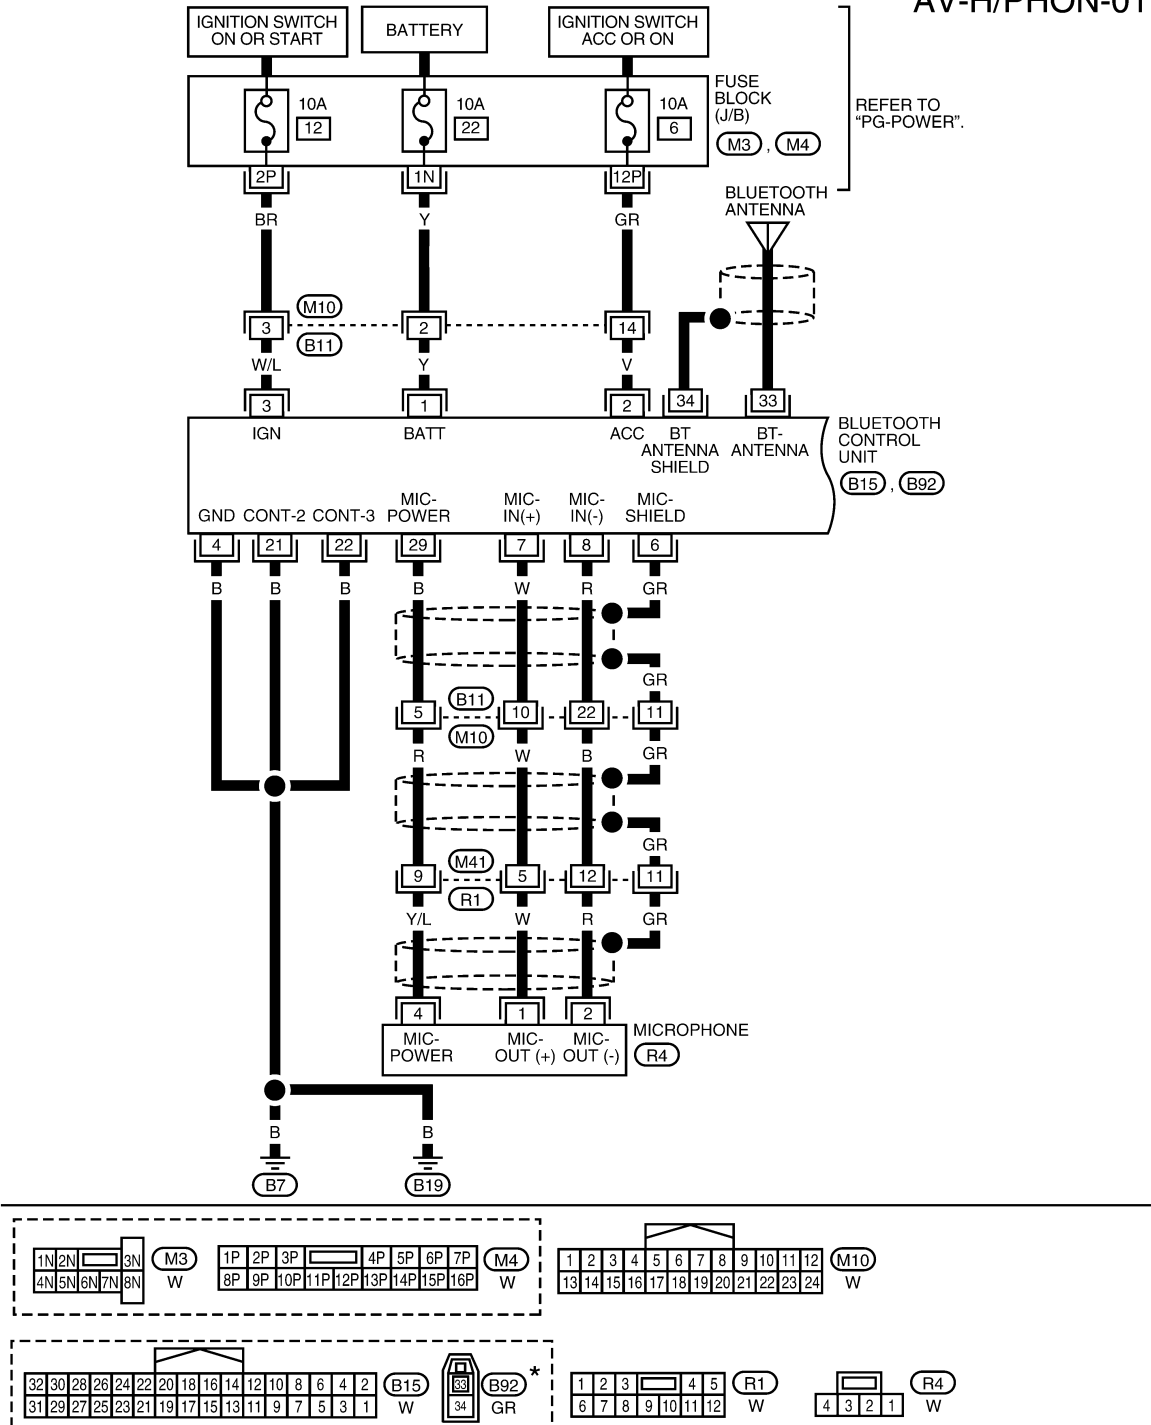 AV-H/PHON-01
IGNITION SWITCH
ON OR START
BATTERY
IGNITION SWITCH
ACC OR ON
10A
12
10A
22
10A
6
FUSE
BLOCK
(J/B)
M3 , M4
REFER TO
“PG-POWER”.
2P 1N 12P
BR Y GR
BLUETOOTH
ANTENNA
M10
3 2 14
B11
W/L Y V
3 1 2 34 33
IGN BATT ACC
BT
ANTENNA
SHIELD
BT-
ANTENNA
BLUETOOTH
CONTROL
UNIT
B15 , B92
GND CONT-2 CONT-3
MIC-
POWER
MIC-
IN(+)
MIC-
IN(-)
MIC-
SHIELD
4 21 22 29 7 8 6
B B B B W R GR
GR
B11
5 10 22 11
M10
R W B GR
GR
M41
9 5 12 11
R1
Y/L W R GR
4 1 2
MIC-
POWER
MIC-
OUT (+)
MIC-
OUT (-)
MICROPHONE
R4
B B
B7 B19
1N 2N 3N
4N 5N 6N 7N 8N
M3
W
1P 2P 3P 4P 5P 6P 7P
8P 9P 10P 11P 12P 13P 14P 15P 16P
M4
W
1 2 3 4 5 6 7 8 9 10 11 12
13 14 15 16 17 18 19 20 21 22 23 24
M10
W
32 30 28 26 24 22 20 18 16 14 12 10 8 6 4 2
31 29 27 25 23 21 19 17 15 13 11 9 7 5 3 1
B15
W
33
34
*
B92
GR
1 2 3 4 5
6 7 8 9 10 11 12
R1
W
4 3 2 1
R4
W